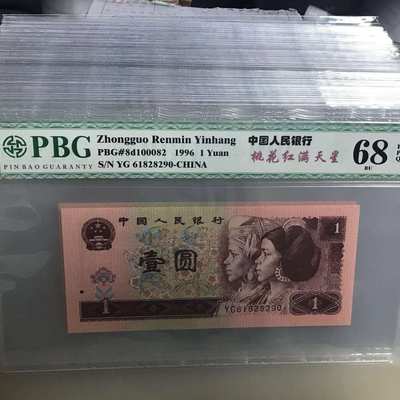 PBG
PIN BAO GUARANTY
Zhongguo Renmin Yinhang
PBG#8d100082 1996 1 Yuan
S/N YG 61828290-CHINA
中国人民银行
桃花红满天星
68
中国人民银行
壹圆
1
1
1
YG61828290